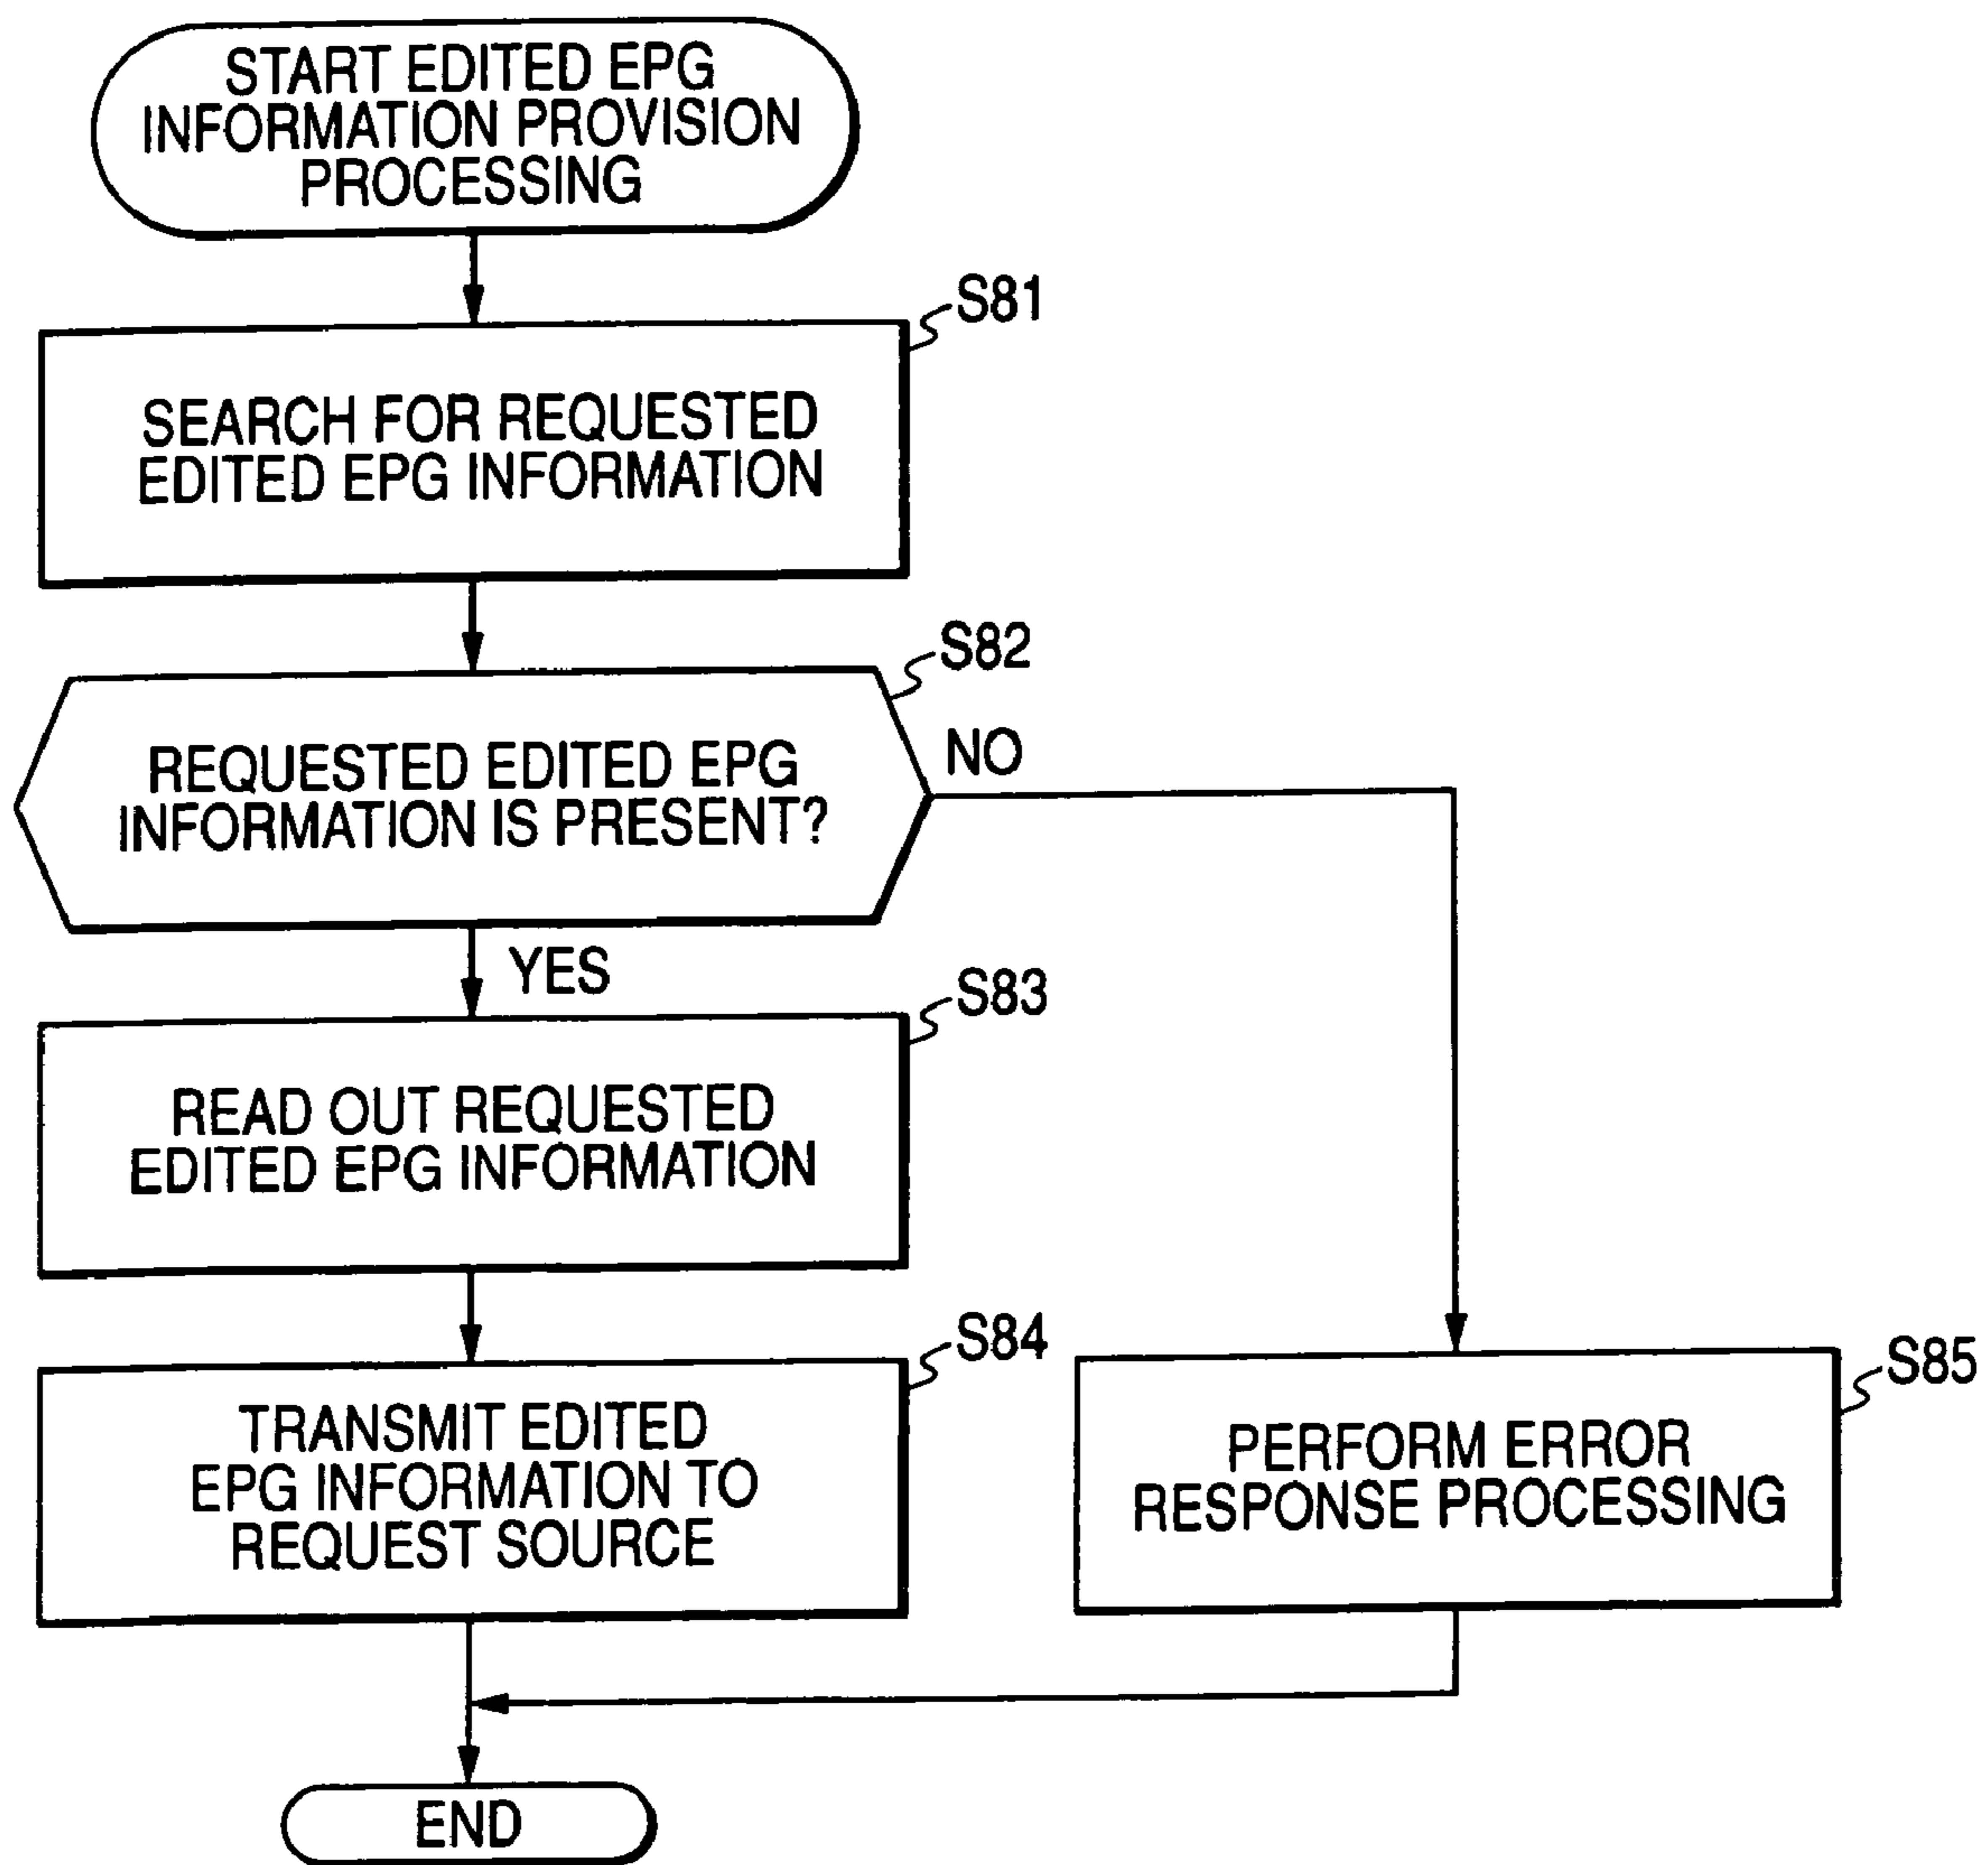 START EDITED EPG
INFORMATION PROVISION
PROCESSING
S81
SEARCH FOR REQUESTED
EDITED EPG INFORMATION
S82
REQUESTED EDITED EPG
INFORMATION IS PRESENT?
NO
YES
S83
READ OUT REQUESTED
EDITED EPG INFORMATION
S84
TRANSMIT EDITED
EPG INFORMATION TO
REQUEST SOURCE
S85
PERFORM ERROR
RESPONSE PROCESSING
END